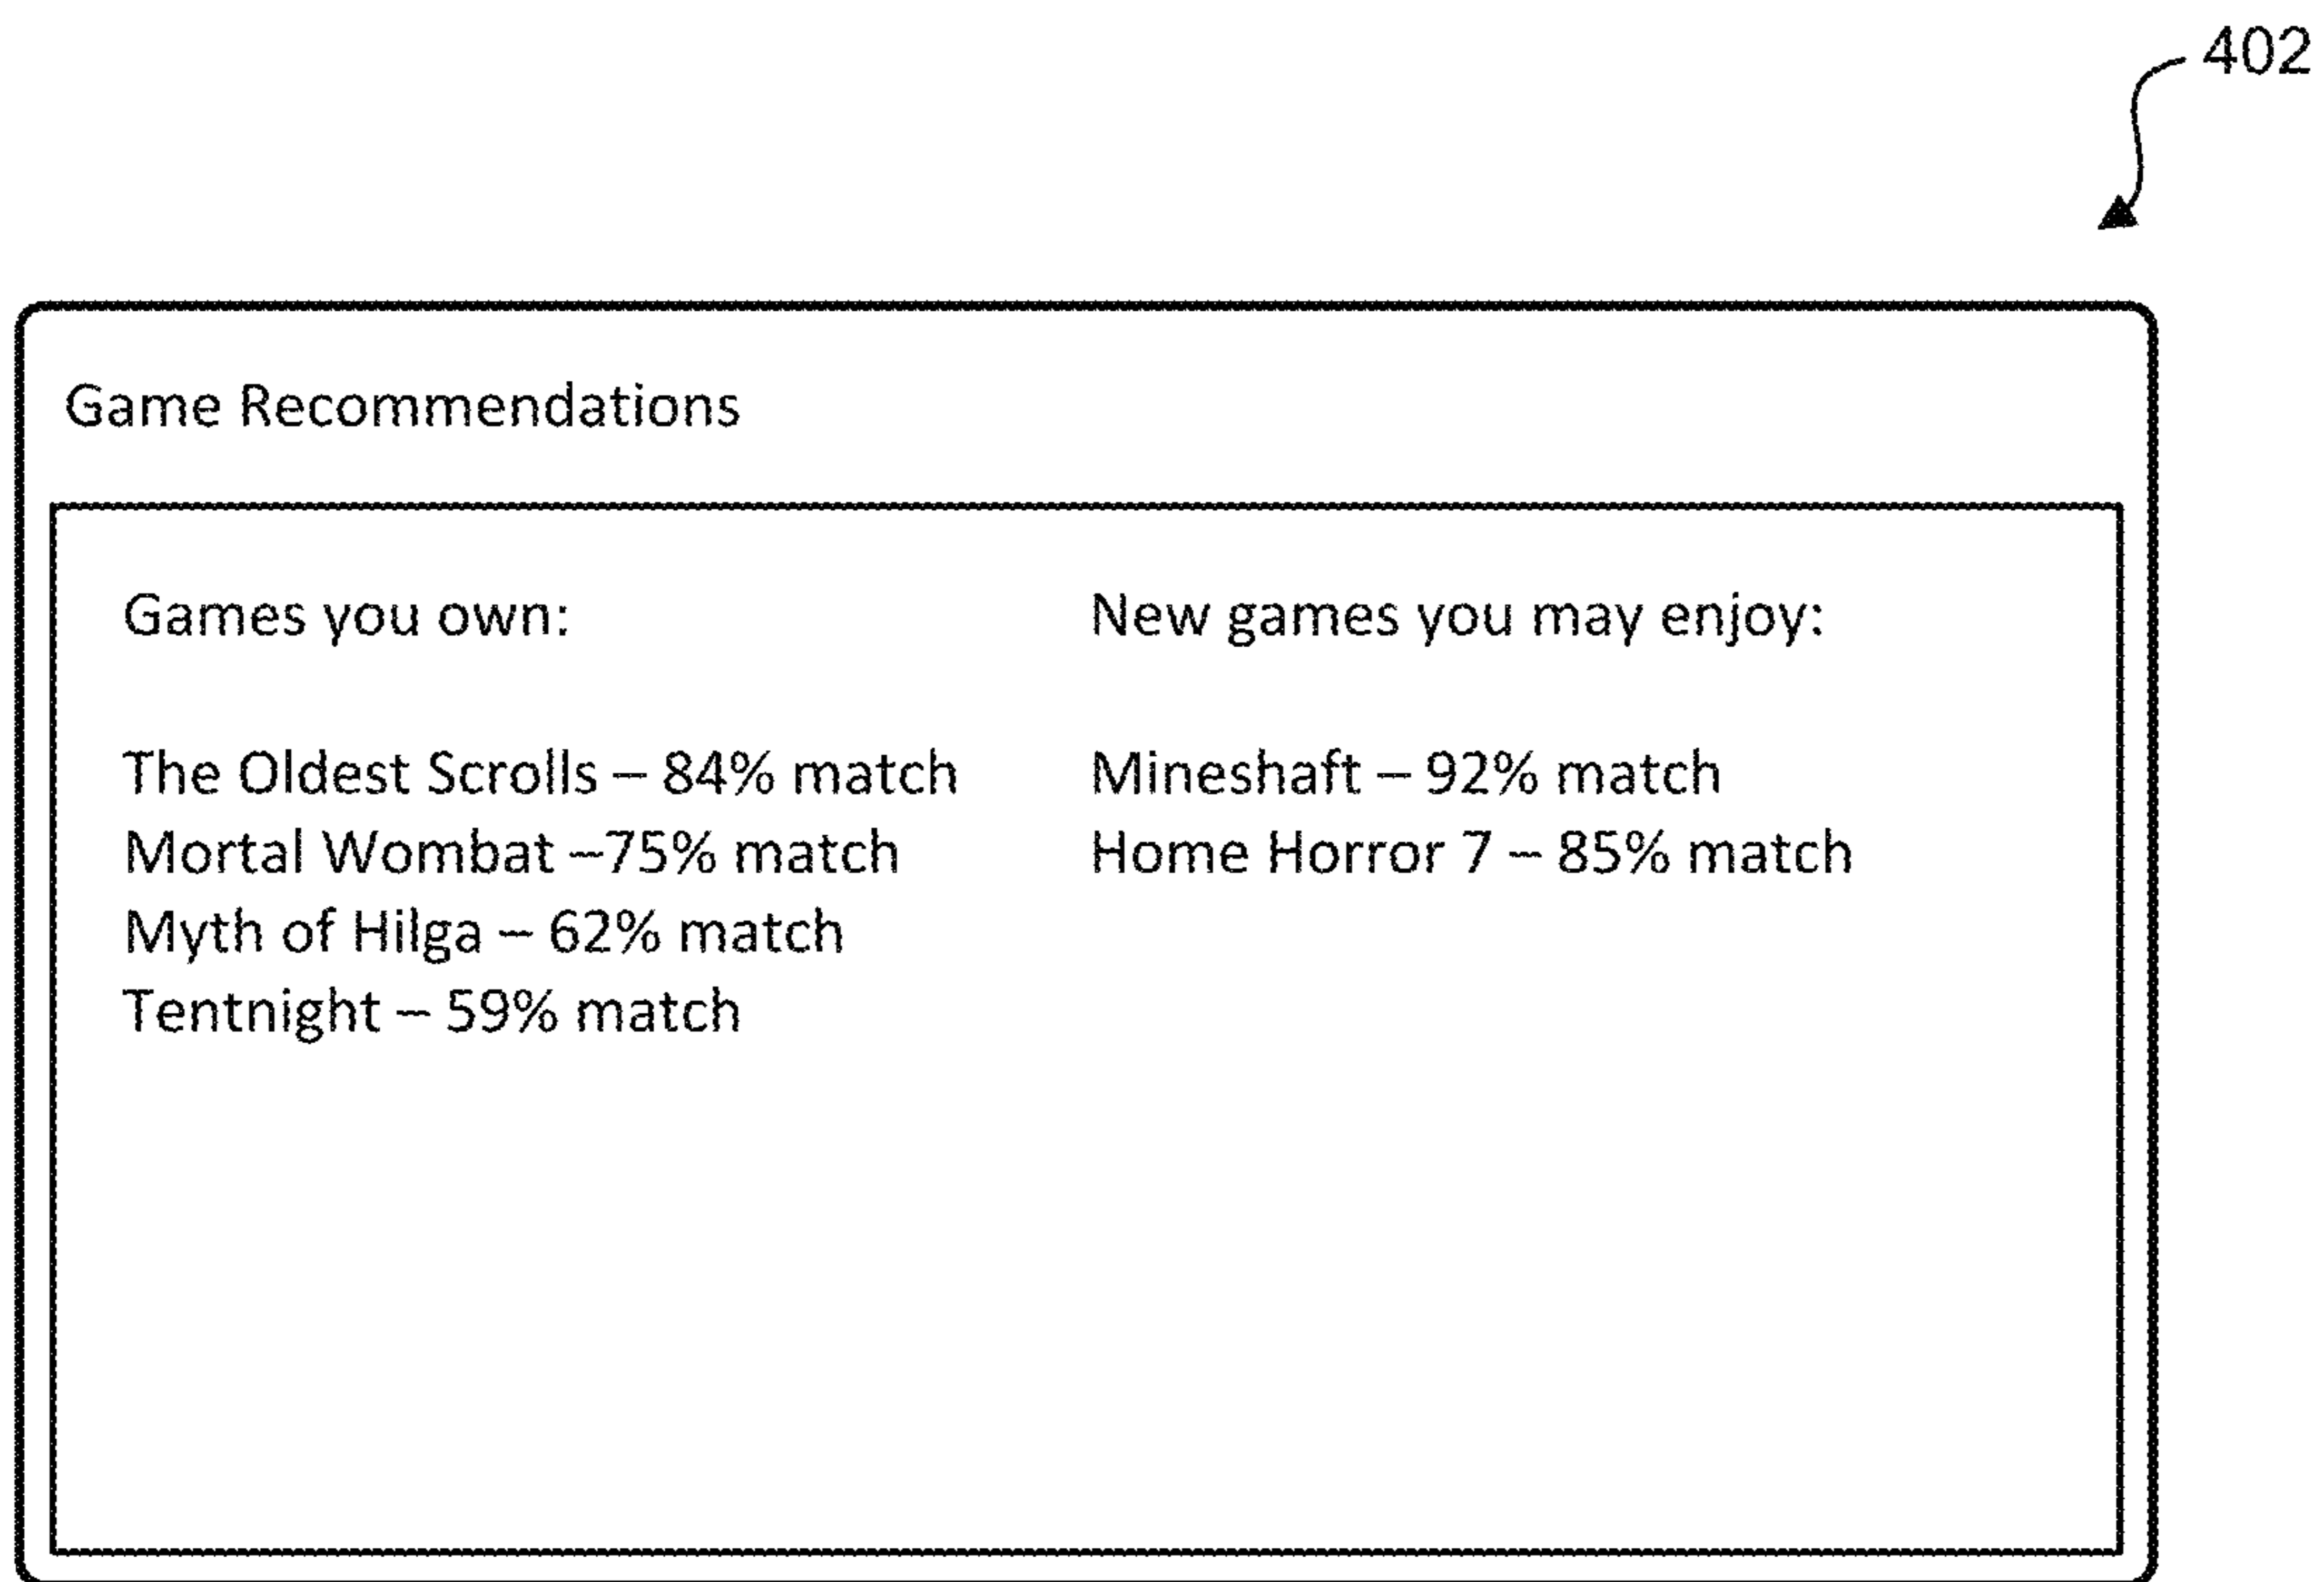 402
Game Recommendations
Games you own:
The Oldest Scrolls – 84% match
Mortal Wombat –75% match
Myth of Hilga – 62% match
Tentnight – 59% match
New games you may enjoy:
Mineshaft – 92% match
Home Horror 7 – 85% match